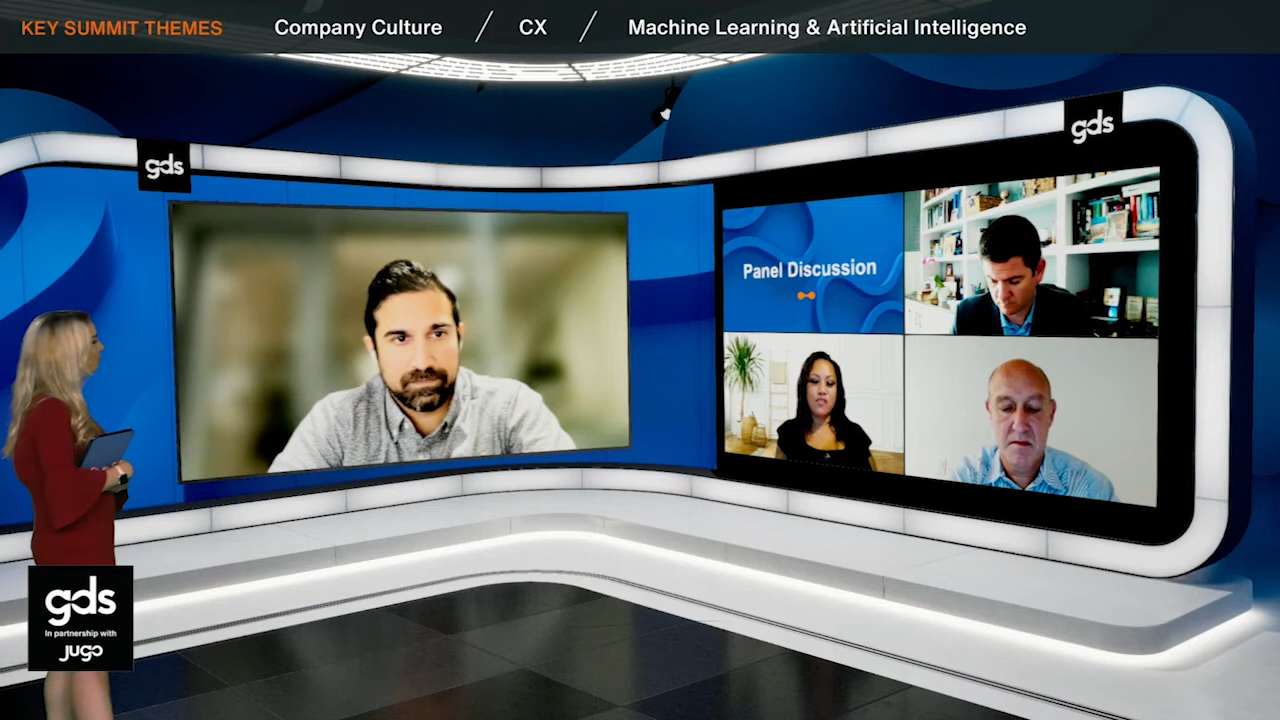 KEY SUMMIT THEMES Company Culture / CX / Machine Learning & Artificial Intelligence
gds
gds
Panel Discussion
gds
In partnership with
jugo